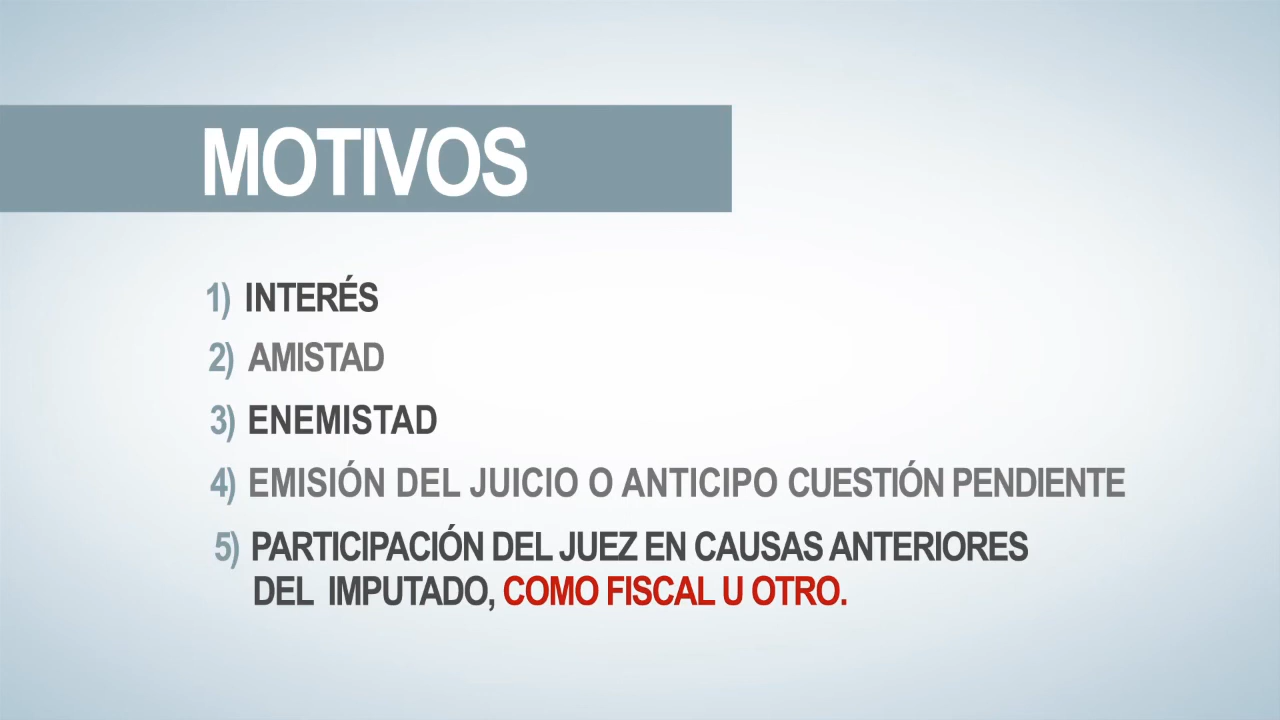 MOTIVOS
1) INTERÉS
2) AMISTAD
3) ENEMISTAD
4) EMISIÓN DEL JUICIO O ANTICIPO CUESTIÓN PENDIENTE
5) PARTICIPACIÓN DEL JUEZ EN CAUSAS ANTERIORES
DEL IMPUTADO, COMO FISCAL U OTRO.